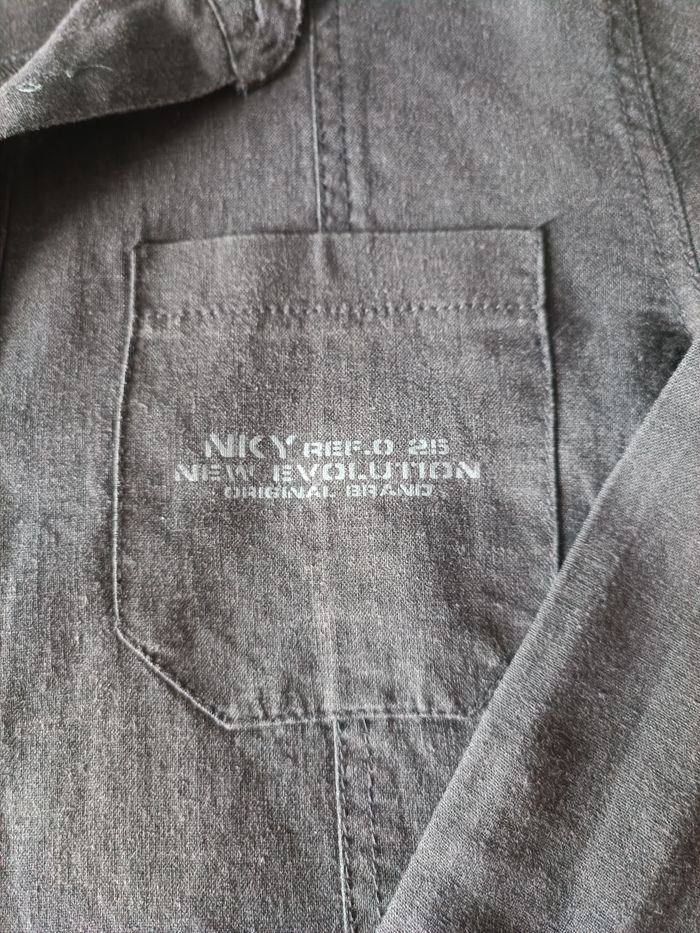 NKY REF.0 25
NEW EVOLUTION
ORIGINAL BRAND